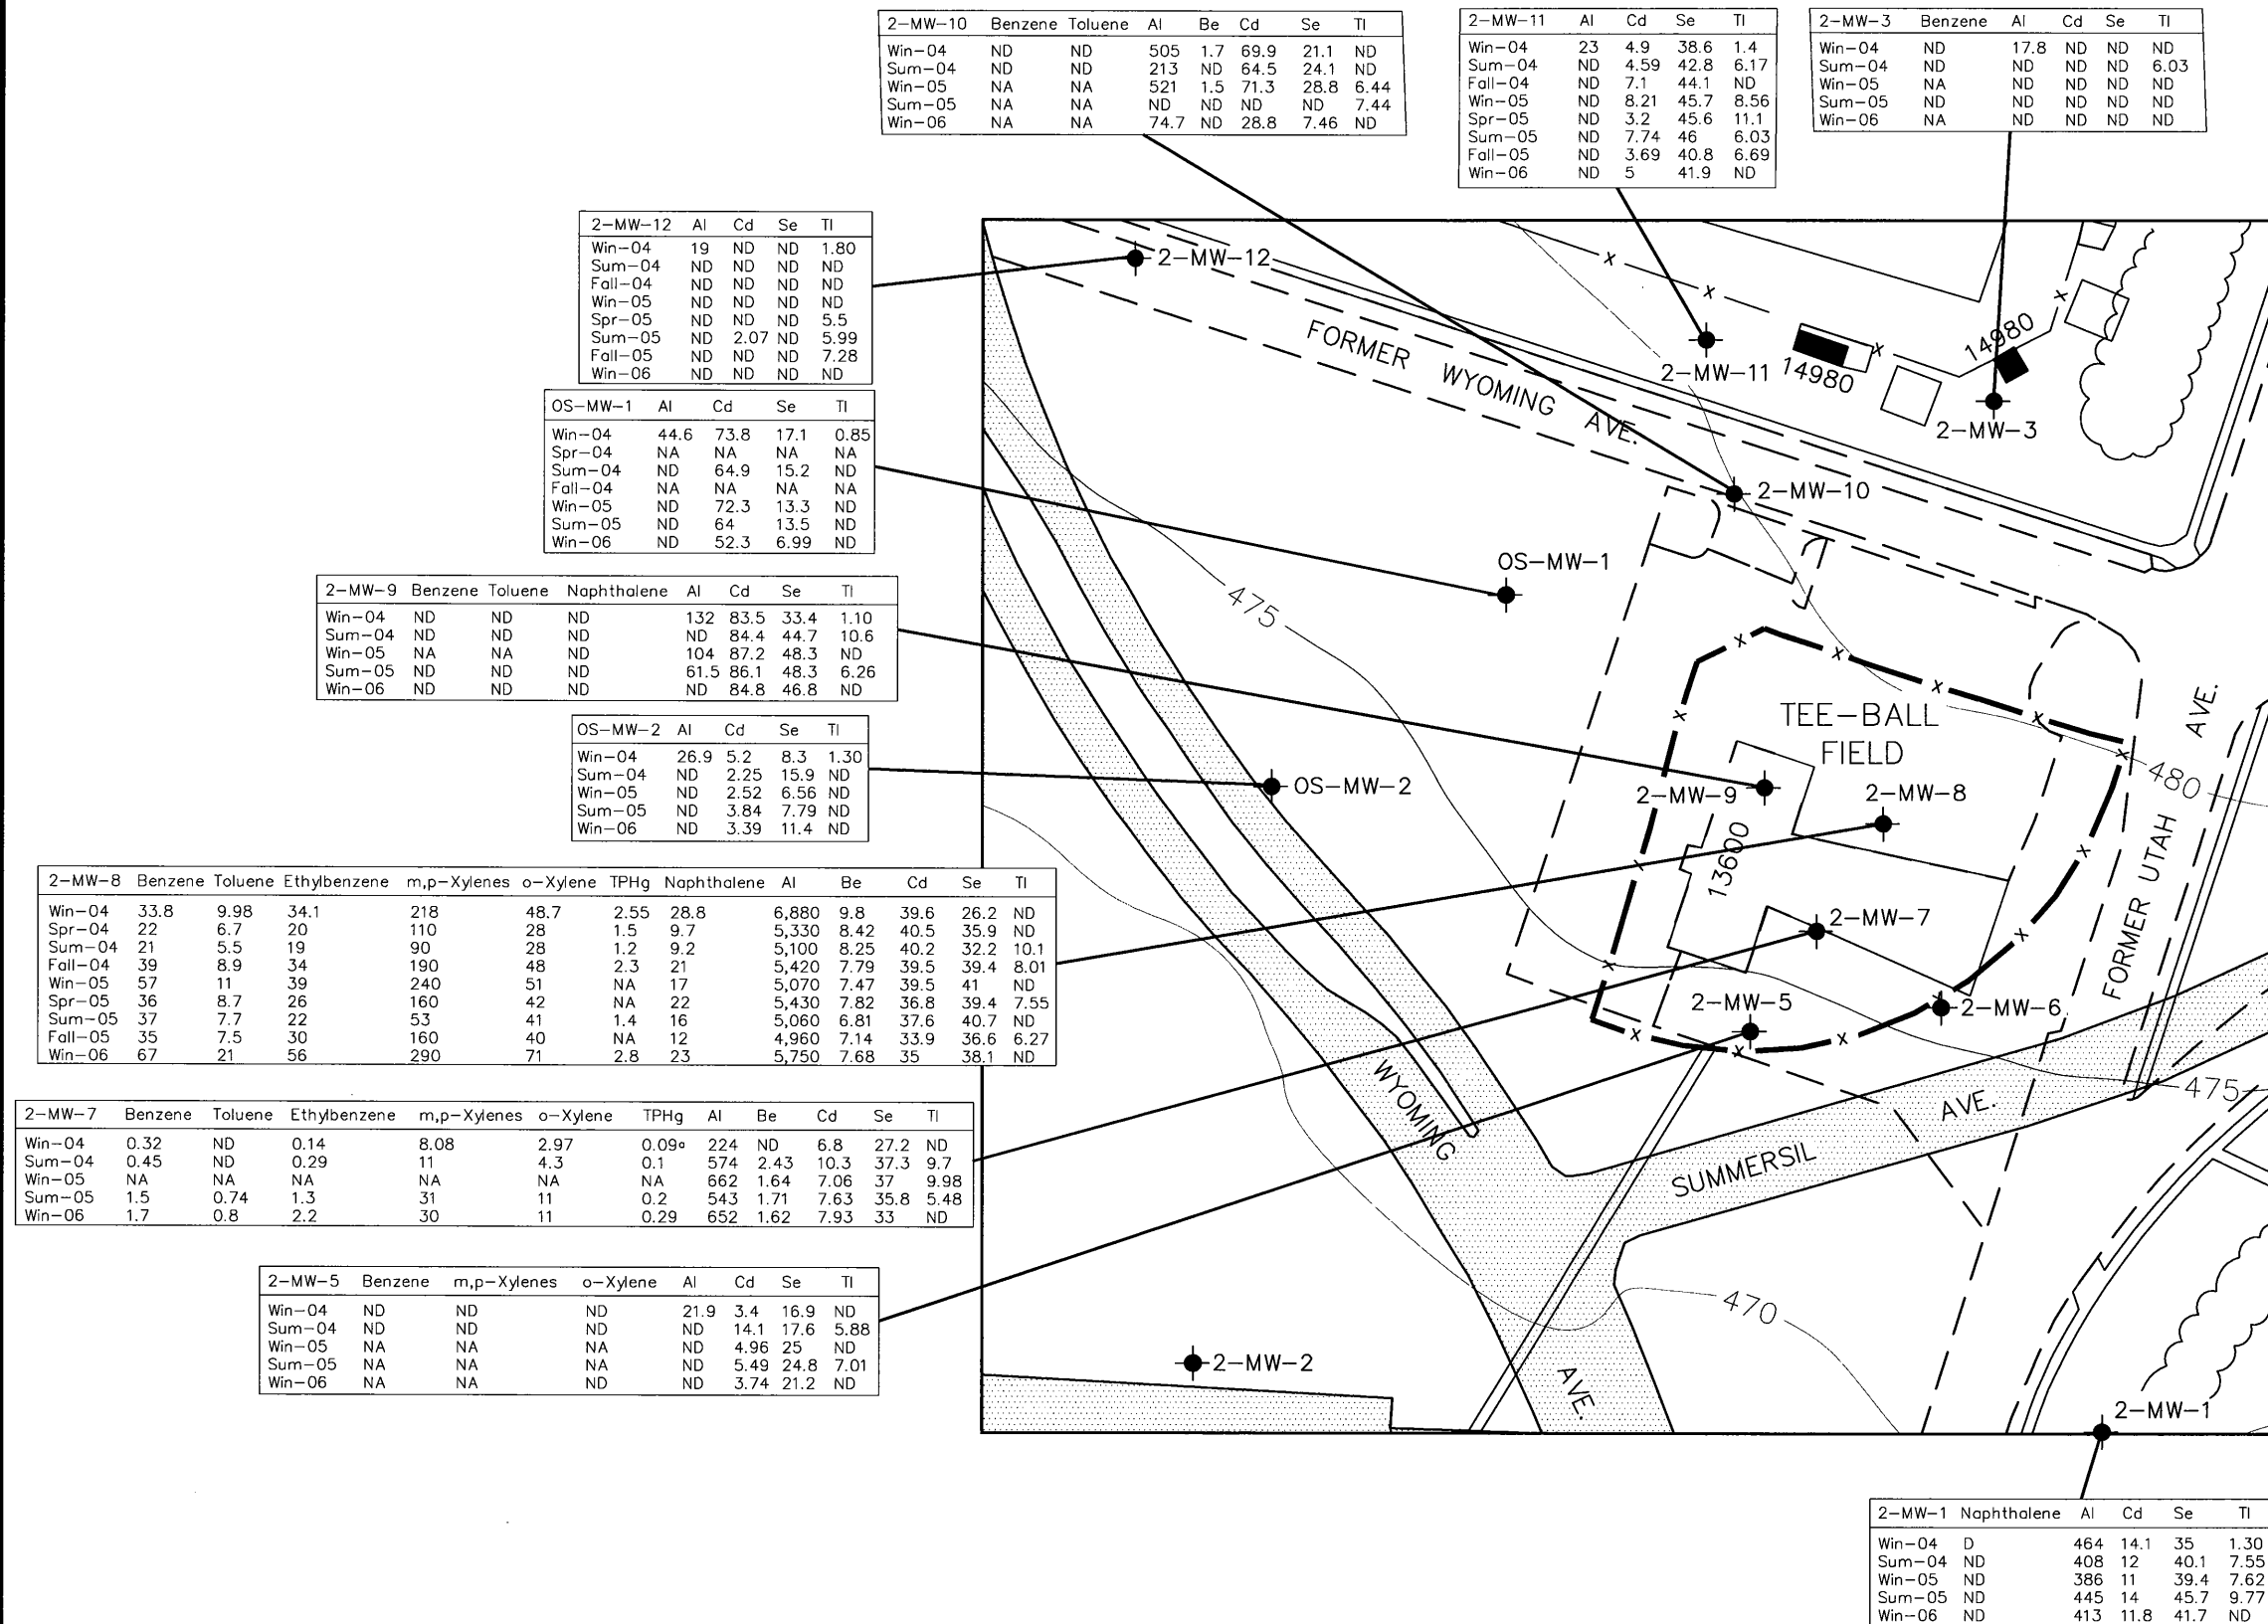 2-MW-10 Benzene Toluene Al Be Cd Se Tl
Win-04 ND ND 505 1.7 69.9 21.1 ND
Sum-04 ND ND 213 ND 64.5 24.1 ND
Win-05 NA NA 521 1.5 71.3 28.8 6.44
Sum-05 NA NA ND ND ND ND 7.44
Win-06 NA NA 74.7 ND 28.8 7.46 ND
2-MW-11 Al Cd Se Tl
Win-04 23 4.9 38.6 1.4
Sum-04 ND 4.59 42.8 6.17
Fall-04 ND 7.1 44.1 ND
Win-05 ND 8.21 45.7 8.56
Spr-05 ND 3.2 45.6 11.1
Sum-05 ND 7.74 46 6.03
Fall-05 ND 3.69 40.8 6.69
Win-06 ND 5 41.9 ND
2-MW-3 Benzene Al Cd Se Tl
Win-04 ND 17.8 ND ND ND
Sum-04 ND ND ND ND 6.03
Win-05 NA ND ND ND ND
Sum-05 ND ND ND ND ND
Win-06 NA ND ND ND ND
2-MW-12 Al Cd Se Tl
Win-04 19 ND ND 1.80
Sum-04 ND ND ND ND
Fall-04 ND ND ND ND
Win-05 ND ND ND ND
Spr-05 ND ND ND 5.5
Sum-05 ND 2.07 ND 5.99
Fall-05 ND ND ND 7.28
Win-06 ND ND ND ND
OS-MW-1 Al Cd Se Tl
Win-04 44.6 73.8 17.1 0.85
Spr-04 NA NA NA NA
Sum-04 ND 64.9 15.2 ND
Fall-04 NA NA NA NA
Win-05 ND 72.3 13.3 ND
Sum-05 ND 64 13.5 ND
Win-06 ND 52.3 6.99 ND
2-MW-9 Benzene Toluene Naphthalene Al Cd Se Tl
Win-04 ND ND ND 132 83.5 33.4 1.10
Sum-04 ND ND ND ND 84.4 44.7 10.6
Win-05 NA NA ND 104 87.2 48.3 ND
Sum-05 ND ND ND 61.5 86.1 48.3 6.26
Win-06 ND ND ND ND 84.8 46.8 ND
OS-MW-2 Al Cd Se Tl
Win-04 26.9 5.2 8.3 1.30
Sum-04 ND 2.25 15.9 ND
Win-05 ND 2.52 6.56 ND
Sum-05 ND 3.84 7.79 ND
Win-06 ND 3.39 11.4 ND
2-MW-8 Benzene Toluene Ethylbenzene m,p-Xylenes o-Xylene TPHg Naphthalene Al Be Cd Se Tl
Win-04 33.8 9.98 34.1 218 48.7 2.55 28.8 6,880 9.8 39.6 26.2 ND
Spr-04 22 6.7 20 110 28 1.5 9.7 5,330 8.42 40.5 35.9 ND
Sum-04 21 5.5 19 90 28 1.2 9.2 5,100 8.25 40.2 32.2 10.1
Fall-04 39 8.9 34 190 48 2.3 21 5,420 7.79 39.5 39.4 8.01
Win-05 57 11 39 240 51 NA 17 5,070 7.47 39.5 41 ND
Spr-05 36 8.7 26 160 42 NA 22 5,430 7.82 36.8 39.4 7.55
Sum-05 37 7.7 22 53 41 1.4 16 5,060 6.81 37.6 40.7 ND
Fall-05 35 7.5 30 160 40 NA 12 4,960 7.14 33.9 36.6 6.27
Win-06 67 21 56 290 71 2.8 23 5,750 7.68 35 38.1 ND
2-MW-7 Benzene Toluene Ethylbenzene m,p-Xylenes o-Xylene TPHg Al Be Cd Se Tl
Win-04 0.32 ND 0.14 8.08 2.97 0.09ᵃ 224 ND 6.8 27.2 ND
Sum-04 0.45 ND 0.29 11 4.3 0.1 574 2.43 10.3 37.3 9.7
Win-05 NA NA NA NA NA NA 662 1.64 7.06 37 9.98
Sum-05 1.5 0.74 1.3 31 11 0.2 543 1.71 7.63 35.8 5.48
Win-06 1.7 0.8 2.2 30 11 0.29 652 1.62 7.93 33 ND
2-MW-5 Benzene m,p-Xylenes o-Xylene Al Cd Se Tl
Win-04 ND ND ND 21.9 3.4 16.9 ND
Sum-04 ND ND ND ND 14.1 17.6 5.88
Win-05 NA NA NA ND 4.96 25 ND
Sum-05 NA NA NA ND 5.49 24.8 7.01
Win-06 NA NA ND ND 3.74 21.2 ND
2-MW-12
FORMER WYOMING AVE.
2-MW-11
14980
14980
2-MW-3
2-MW-10
OS-MW-1
475
TEE-BALL
FIELD
FORMER UTAH AVE.
480
OS-MW-2
2-MW-9
2-MW-8
13600
2-MW-7
2-MW-5
2-MW-6
475
WYOMING AVE.
SUMMERSIL AVE.
470
2-MW-2
2-MW-1
2-MW-1 Naphthalene Al Cd Se Tl
Win-04 D 464 14.1 35 1.30
Sum-04 ND 408 12 40.1 7.55
Win-05 ND 386 11 39.4 7.62
Sum-05 ND 445 14 45.7 9.77
Win-06 ND 413 11.8 41.7 ND